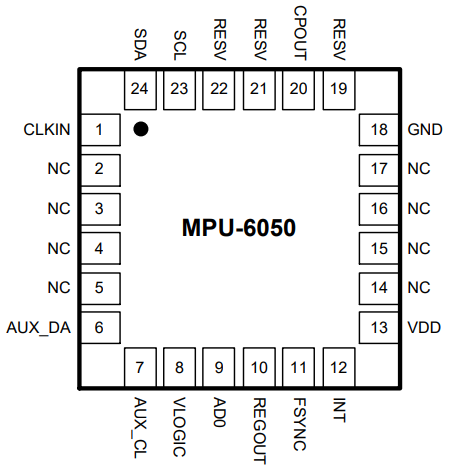 SDA SCL RESV RESV CPOUT RESV
24 23 22 21 20 19
CLKIN 1 18 GND
NC 2 17 NC
NC 3 16 NC
MPU-6050
NC 4 15 NC
NC 5 14 NC
AUX_DA 6 13 VDD
7 8 9 10 11 12
AUX_CL VLOGIC AD0 REGOUT FSYNC INT